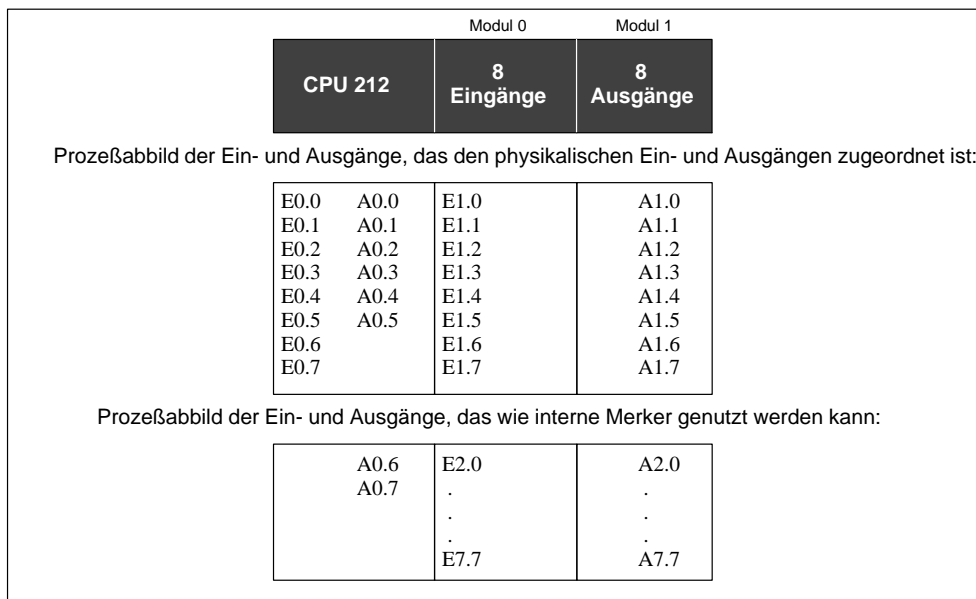 Modul 0 Modul 1
CPU 212 8 Eingänge 8 Ausgänge
Prozeßabbild der Ein- und Ausgänge, das den physikalischen Ein- und Ausgängen zugeordnet ist:
E0.0 A0.0 E1.0 A1.0
E0.1 A0.1 E1.1 A1.1
E0.2 A0.2 E1.2 A1.2
E0.3 A0.3 E1.3 A1.3
E0.4 A0.4 E1.4 A1.4
E0.5 A0.5 E1.5 A1.5
E0.6 E1.6 A1.6
E0.7 E1.7 A1.7
Prozeßabbild der Ein- und Ausgänge, das wie interne Merker genutzt werden kann:
A0.6 E2.0 A2.0
A0.7 . .
. .
. .
E7.7 A7.7